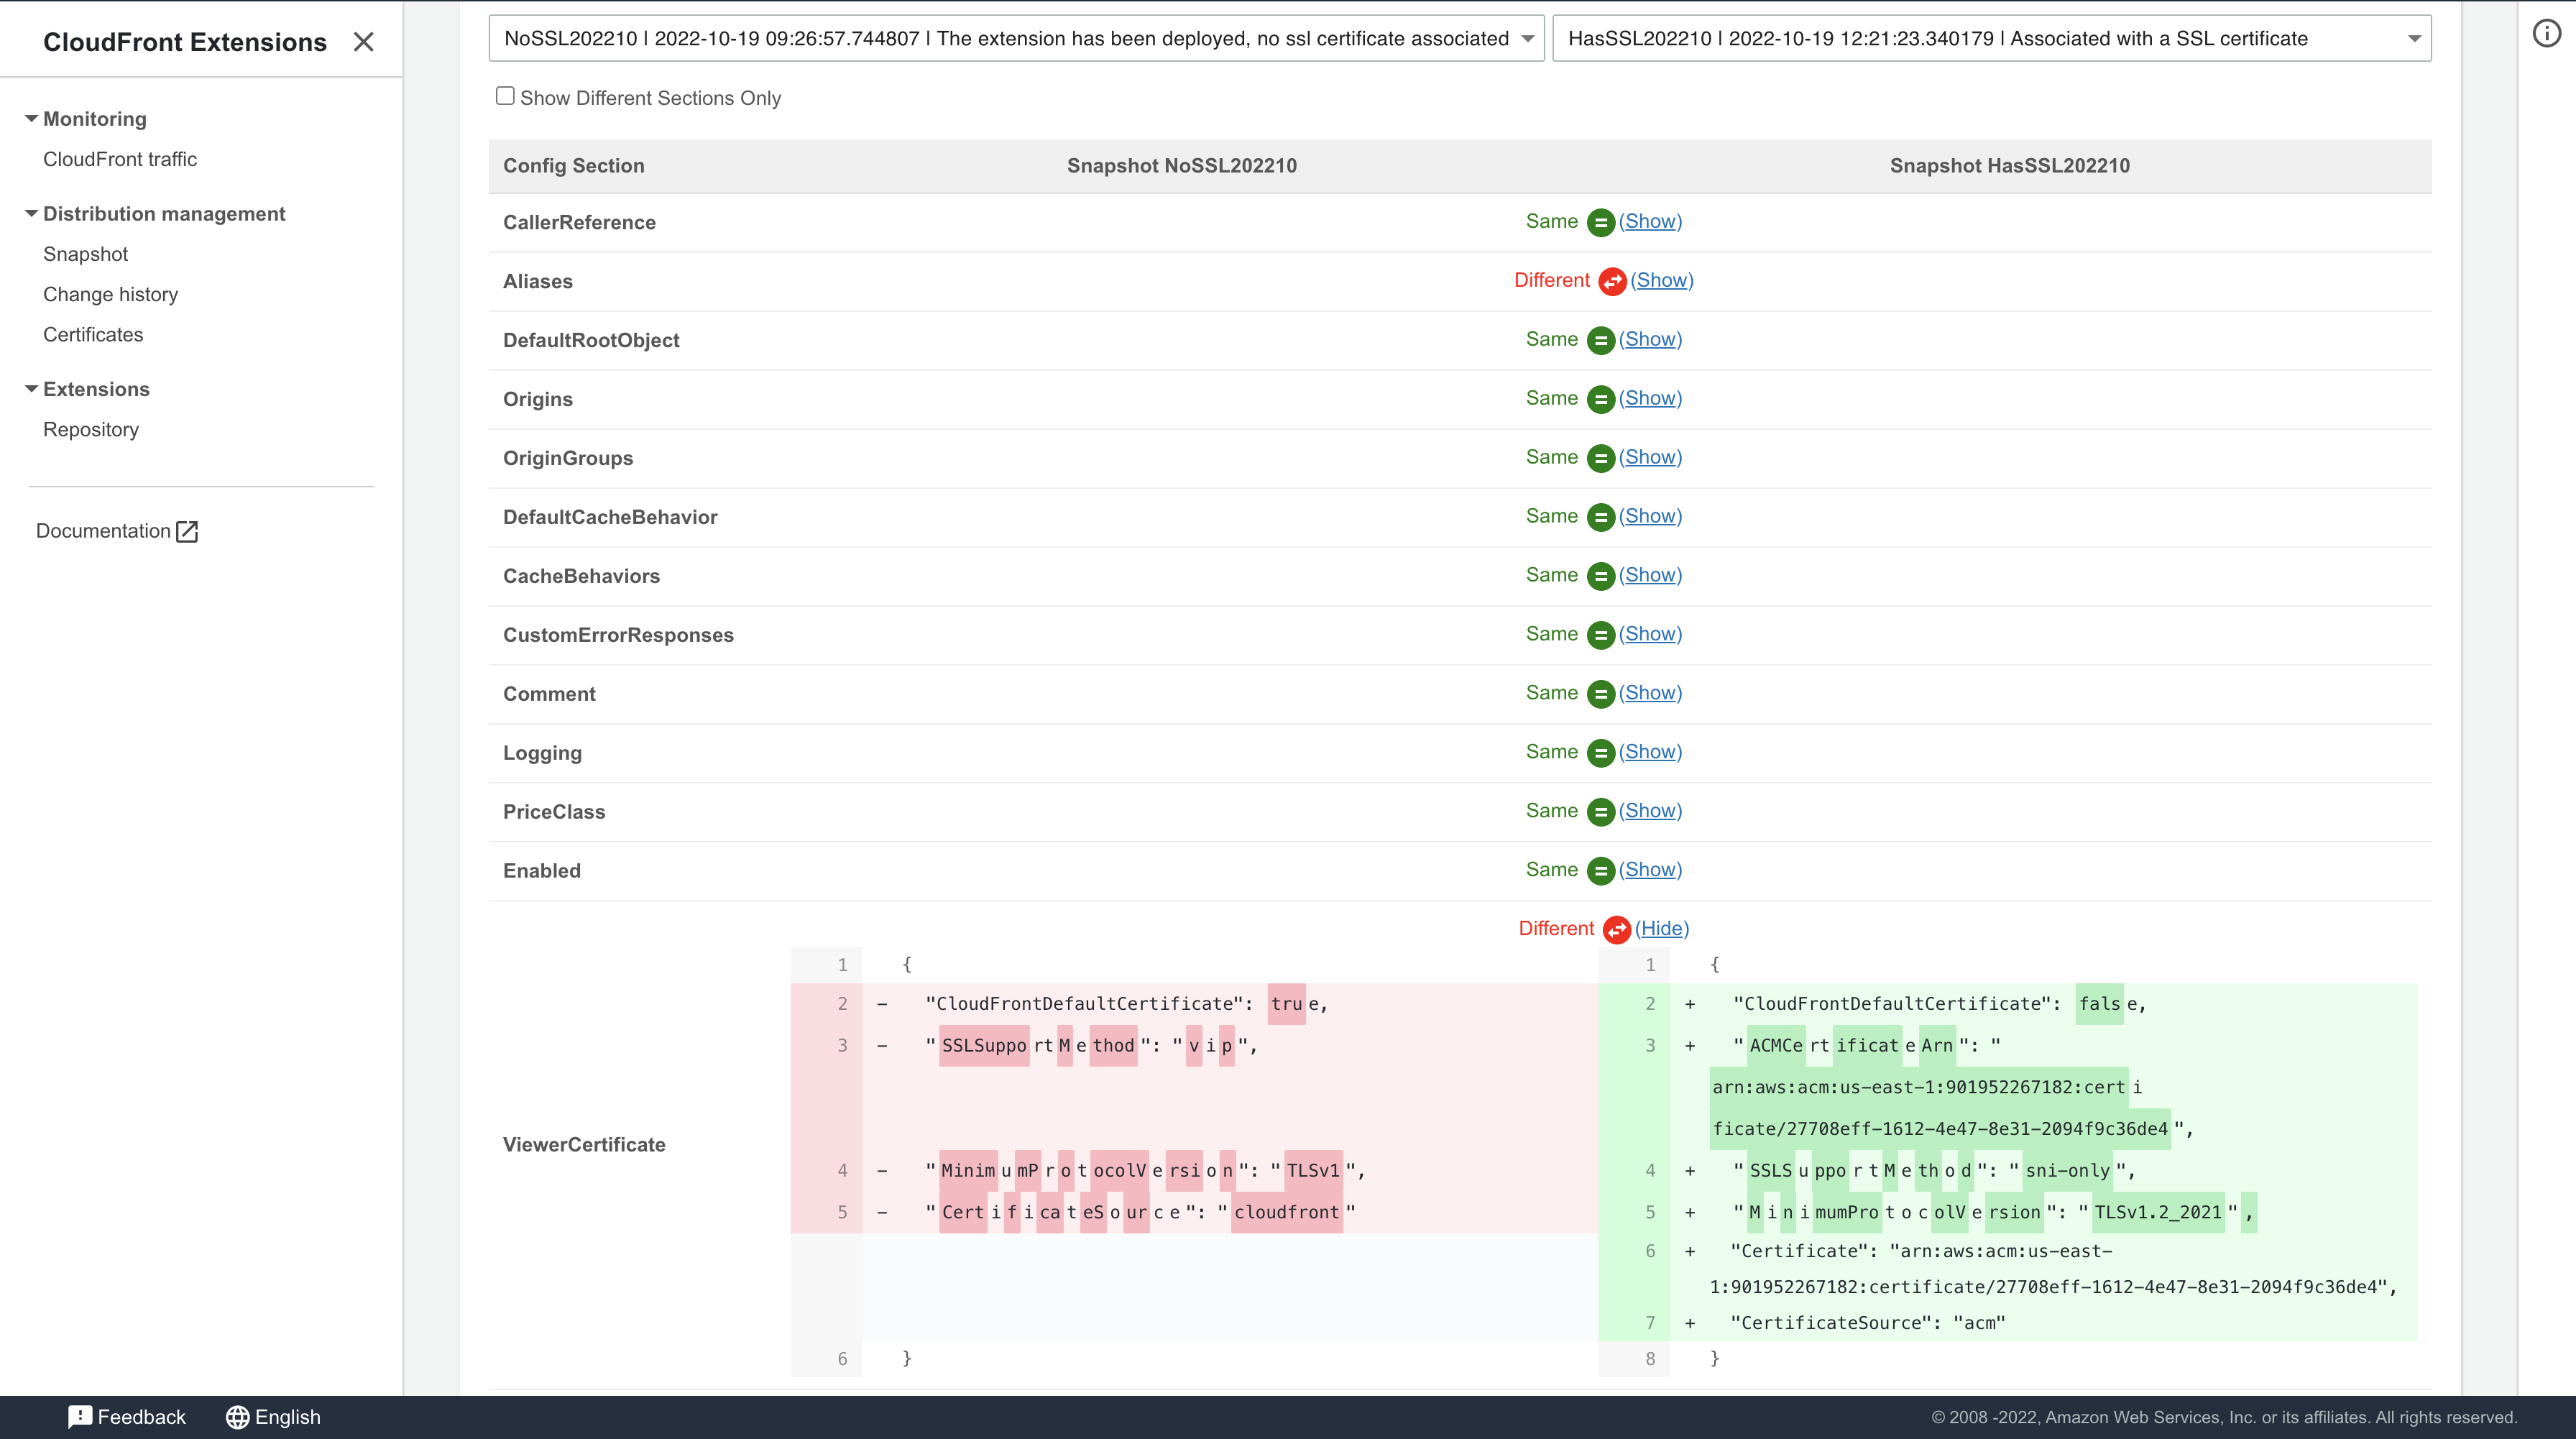 CloudFront Extensions
Monitoring
CloudFront traffic
Distribution management
Snapshot
Change history
Certificates
Extensions
Repository
Documentation
NoSSL202210 | 2022-10-19 09:26:57.744807 | The extension has been deployed, no ssl certificate associated
HasSSL202210 | 2022-10-19 12:21:23.340179 | Associated with a SSL certificate
Show Different Sections Only
Config Section Snapshot NoSSL202210 Snapshot HasSSL202210
CallerReference Same = (Show)
Aliases Different (Show)
DefaultRootObject Same = (Show)
Origins Same = (Show)
OriginGroups Same = (Show)
DefaultCacheBehavior Same = (Show)
CacheBehaviors Same = (Show)
CustomErrorResponses Same = (Show)
Comment Same = (Show)
Logging Same = (Show)
PriceClass Same = (Show)
Enabled Same = (Show)
Different (Hide)
ViewerCertificate
1 {
2 - "CloudFrontDefaultCertificate": true,
3 - "SSLSupportMethod": "vip",
4 - "MinimumProtocolVersion": "TLSv1",
5 - "CertificateSource": "cloudfront"
6 }
1 {
2 + "CloudFrontDefaultCertificate": false,
3 + "ACMCertificateArn": "
arn:aws:acm:us-east-1:901952267182:certi
ficate/27708eff-1612-4e47-8e31-2094f9c36de4",
4 + "SSLSupportMethod": "sni-only",
5 + "MinimumProtocolVersion": "TLSv1.2_2021",
6 + "Certificate": "arn:aws:acm:us-east-
1:901952267182:certificate/27708eff-1612-4e47-8e31-2094f9c36de4",
7 + "CertificateSource": "acm"
8 }
Feedback English
© 2008 -2022, Amazon Web Services, Inc. or its affiliates. All rights reserved.